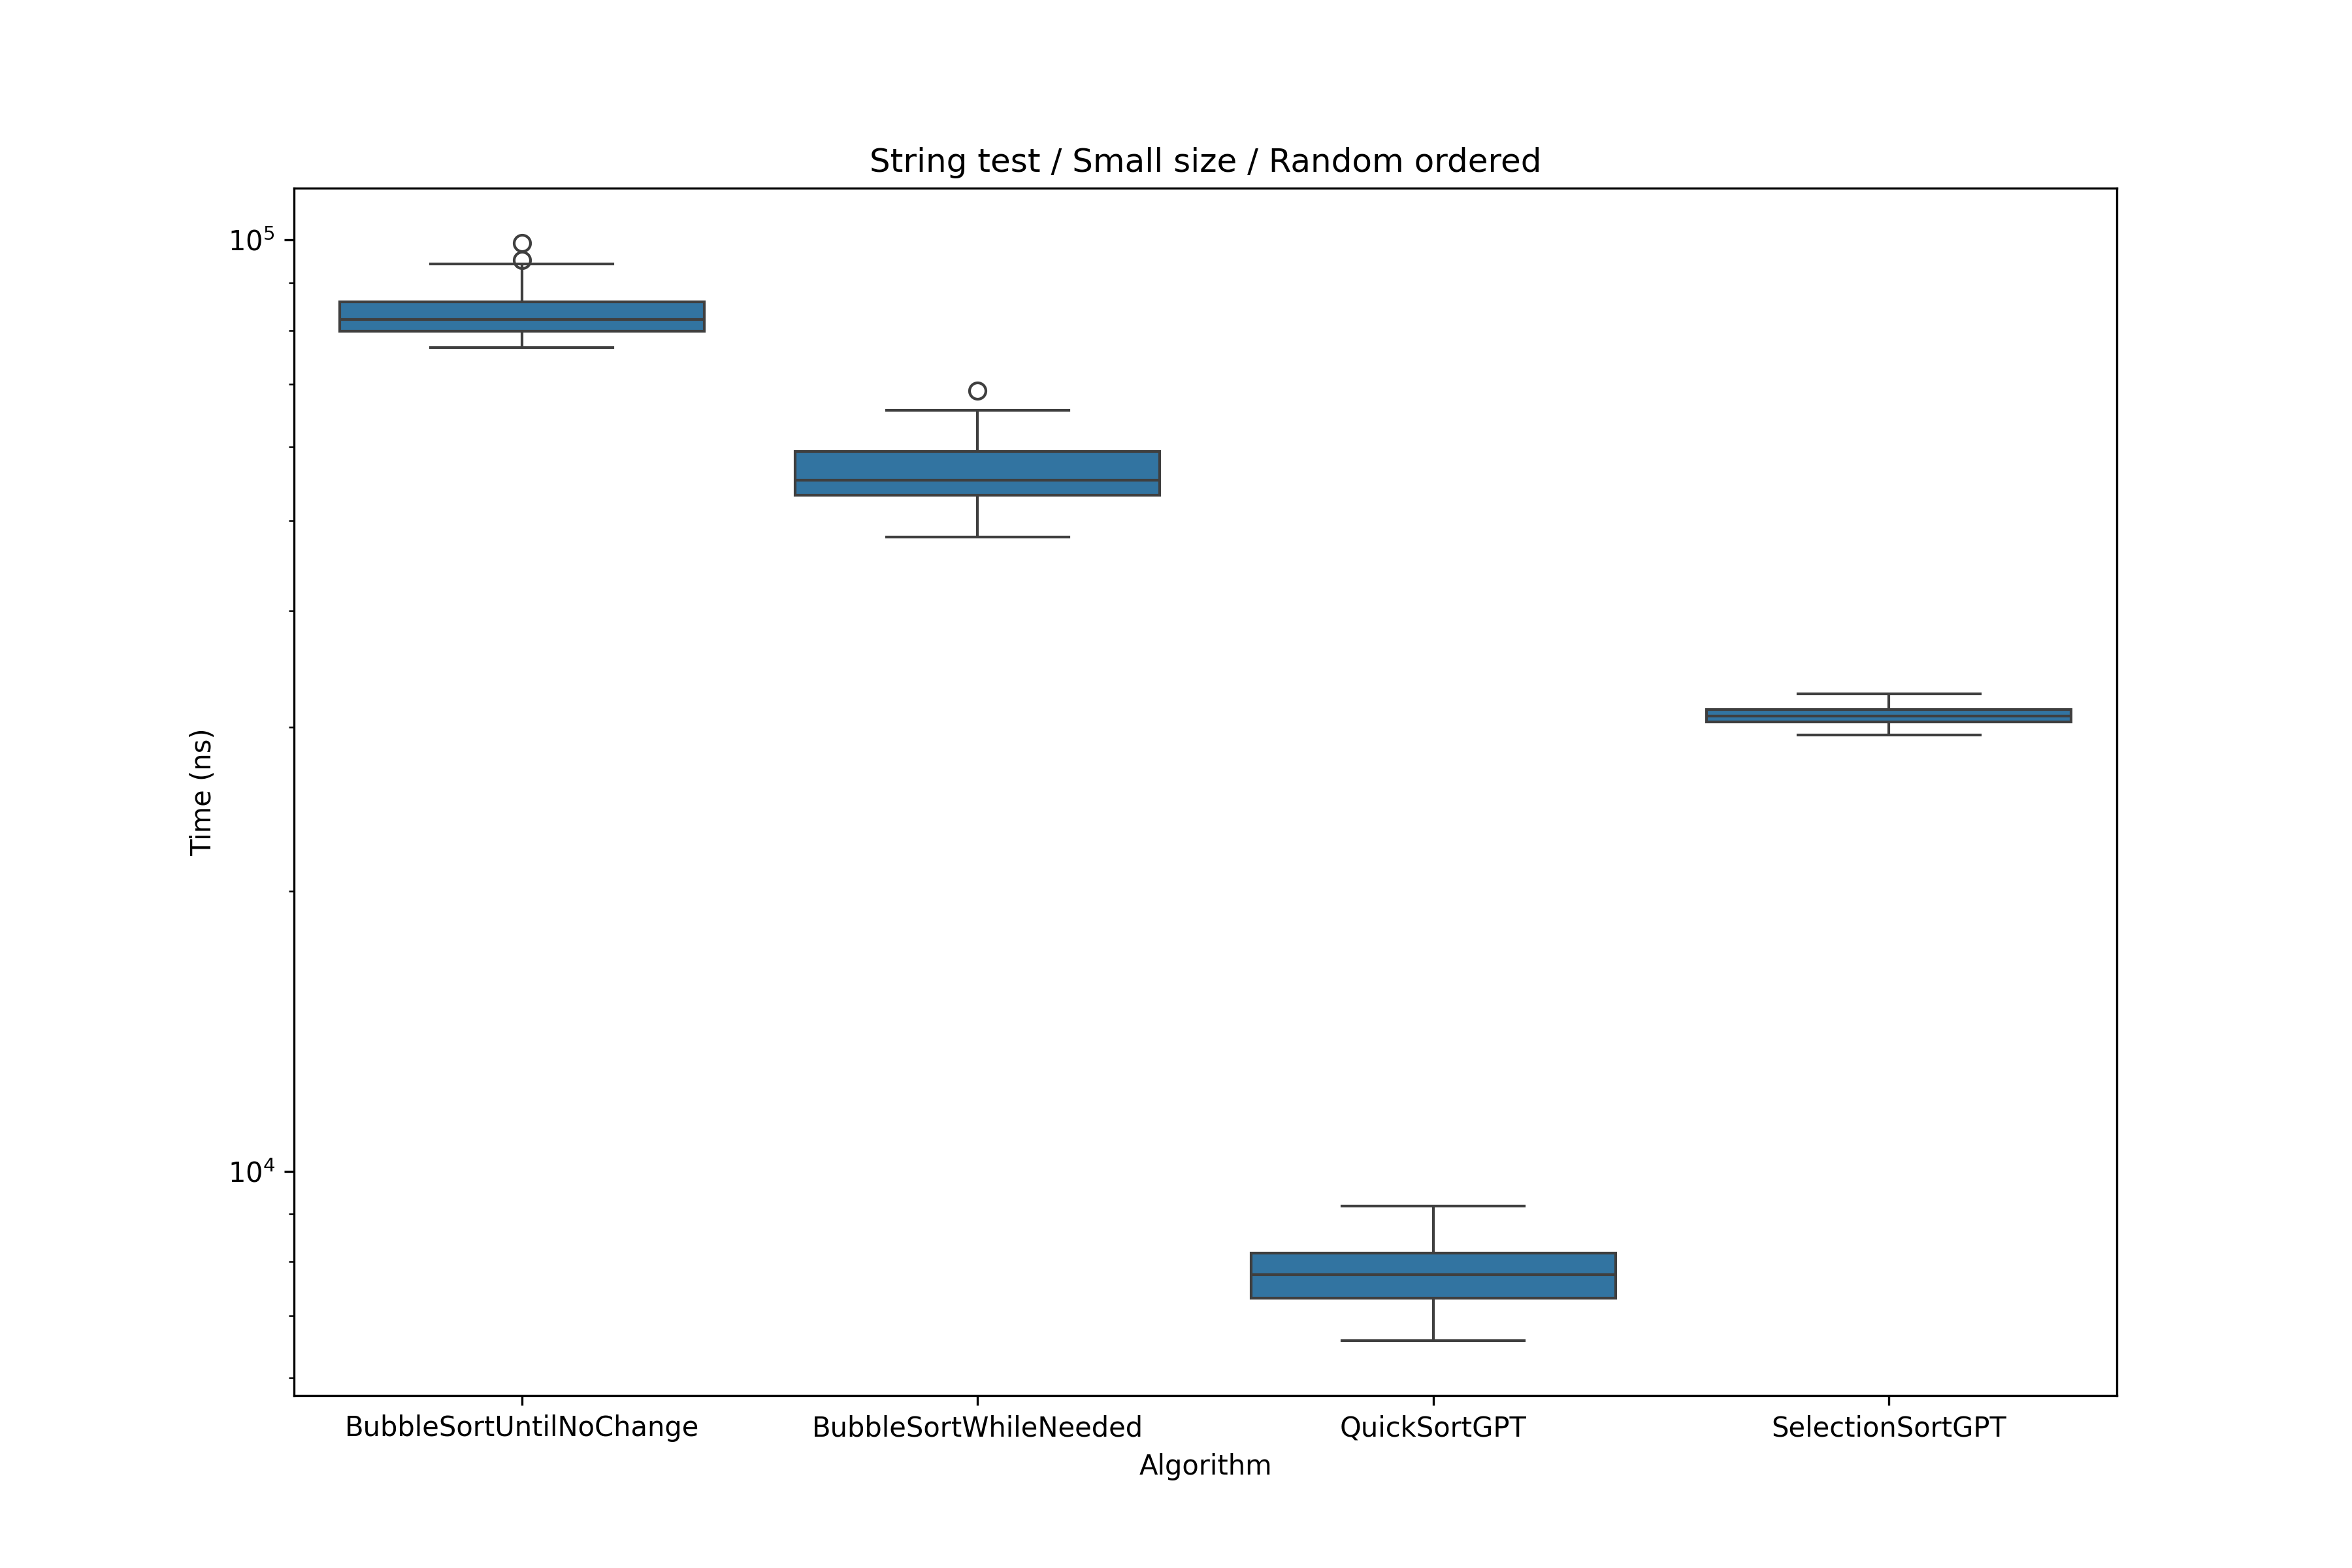 String test / Small size / Random ordered
10⁵
10⁴
Time (ns)
BubbleSortUntilNoChange
BubbleSortWhileNeeded
QuickSortGPT
SelectionSortGPT
Algorithm